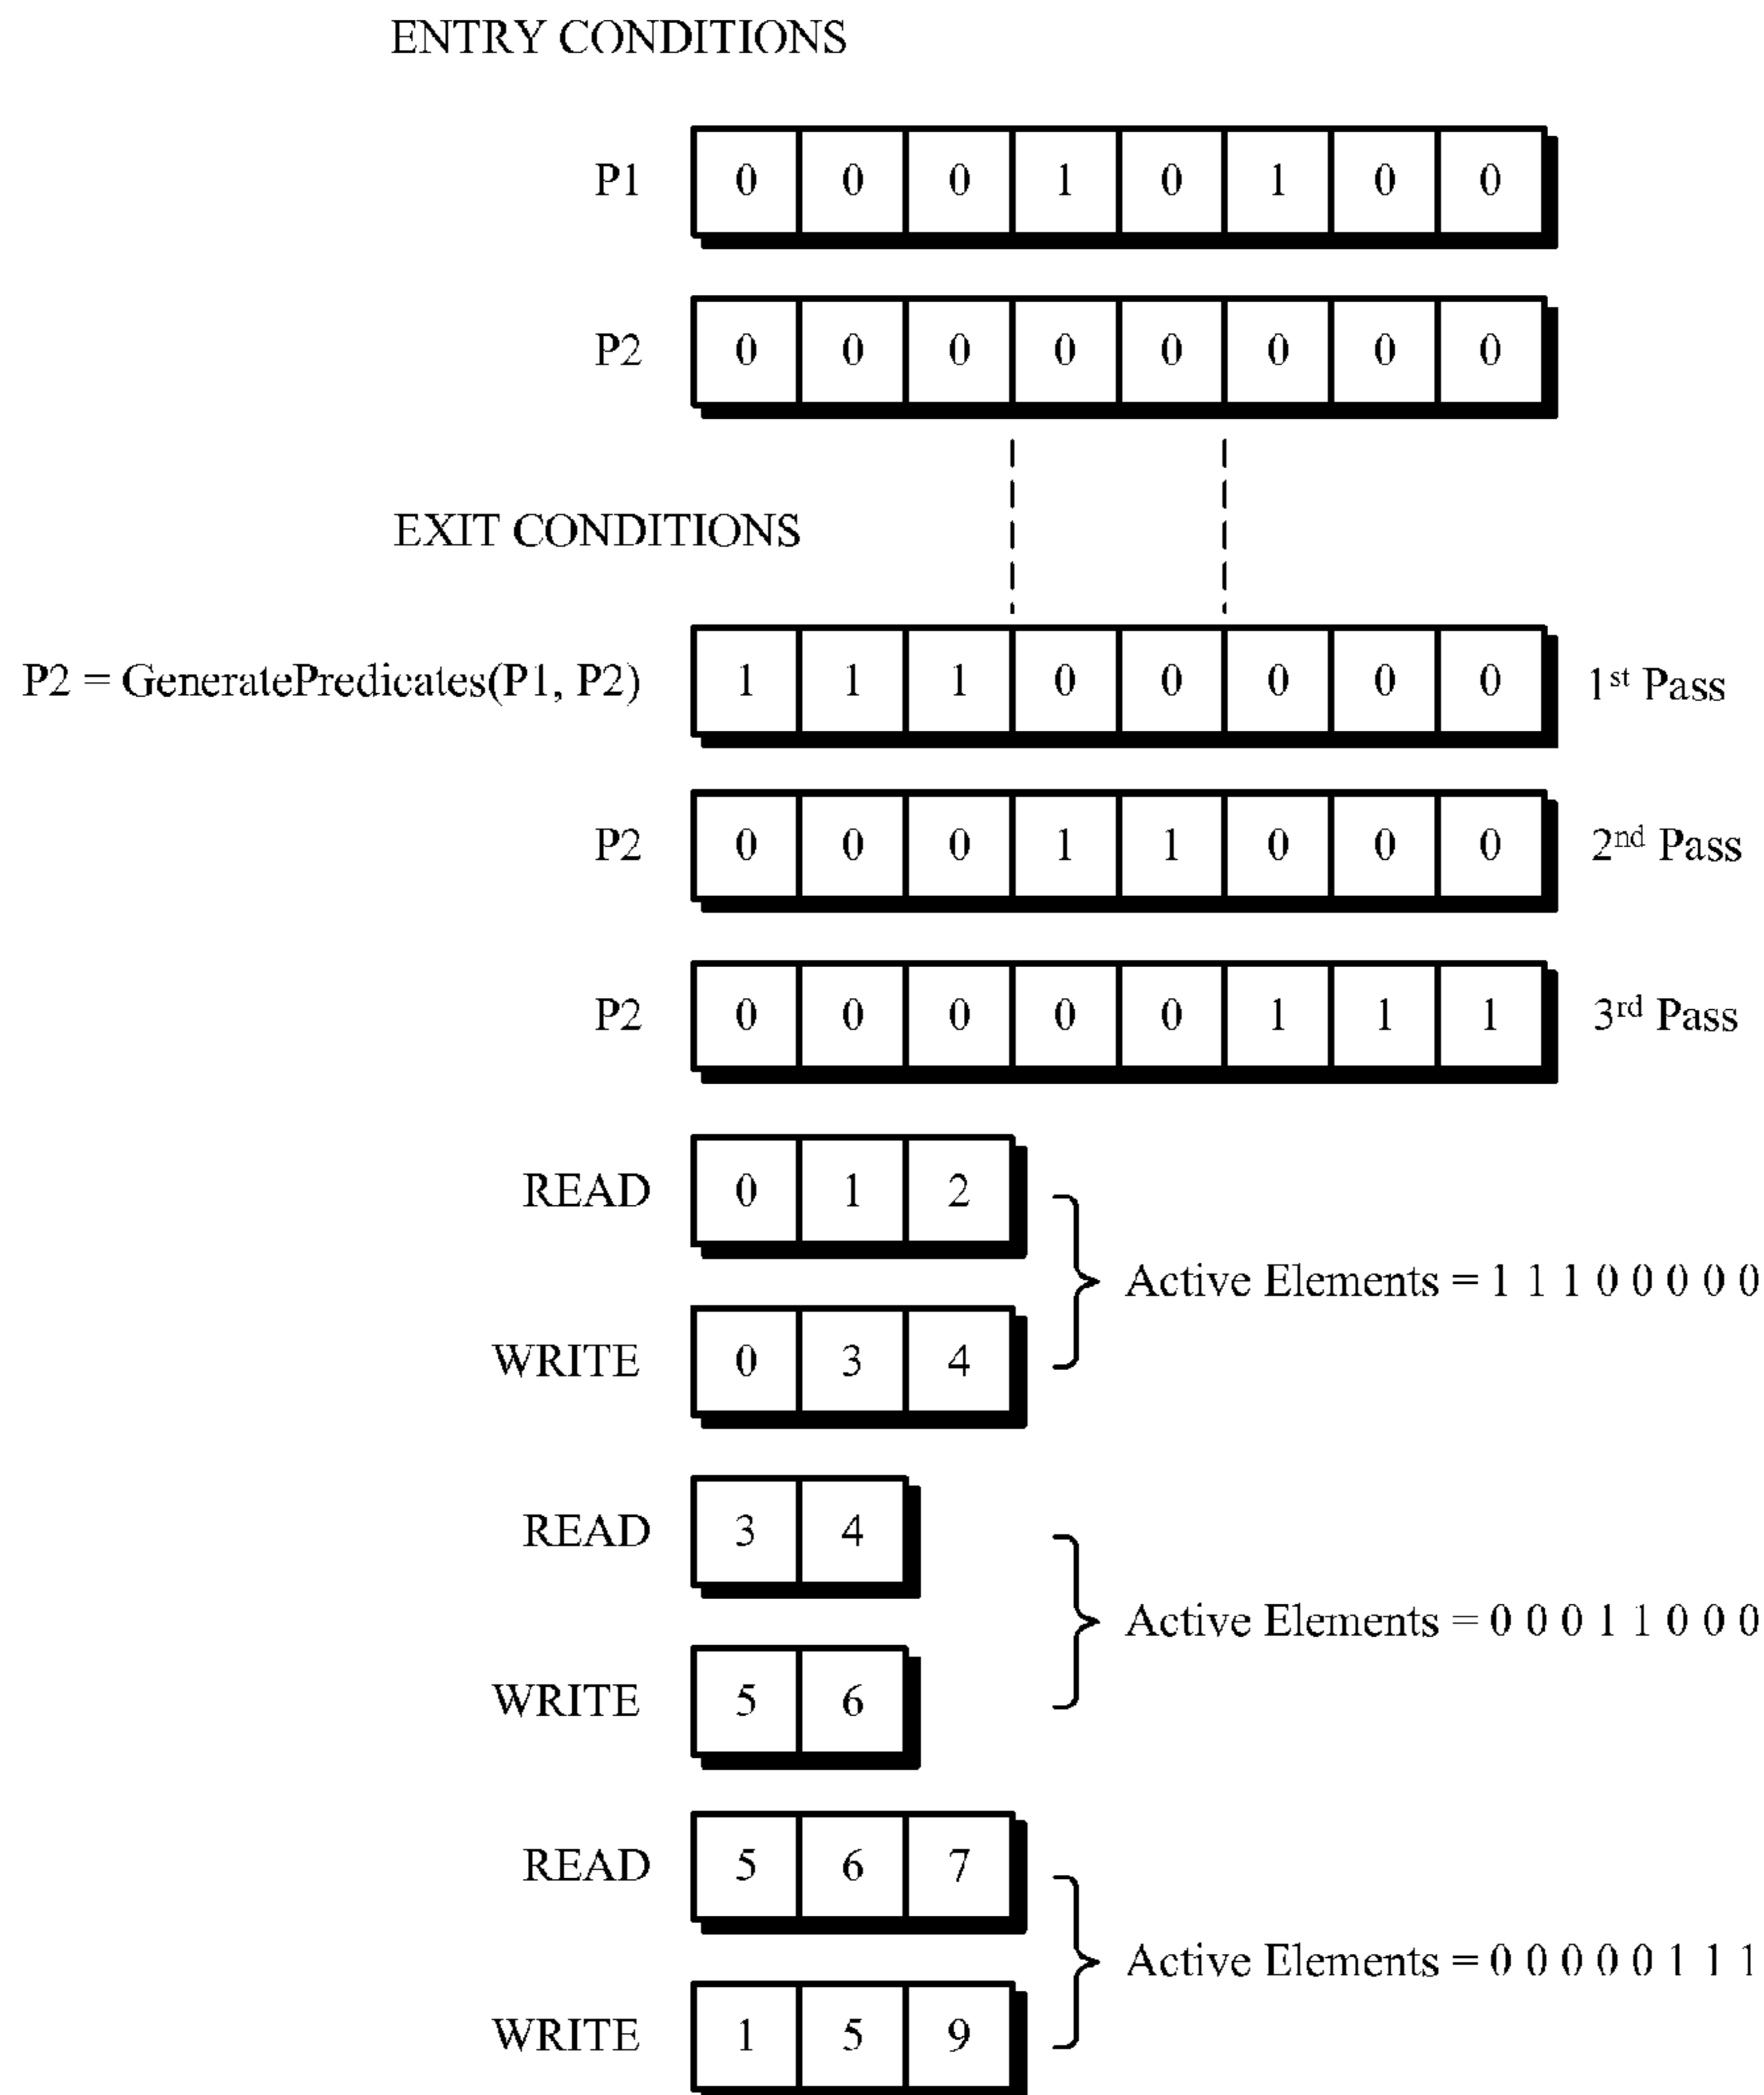 ENTRY CONDITIONS
P1 0 0 0 1 0 1 0 0
P2 0 0 0 0 0 0 0 0
EXIT CONDITIONS
P2 = GeneratePredicates(P1, P2) 1 1 1 0 0 0 0 0 1st Pass
P2 0 0 0 1 1 0 0 0 2nd Pass
P2 0 0 0 0 0 1 1 1 3rd Pass
READ 0 1 2
Active Elements = 1 1 1 0 0 0 0 0
WRITE 0 3 4
READ 3 4
Active Elements = 0 0 0 1 1 0 0 0
WRITE 5 6
READ 5 6 7
Active Elements = 0 0 0 0 0 1 1 1
WRITE 1 5 9